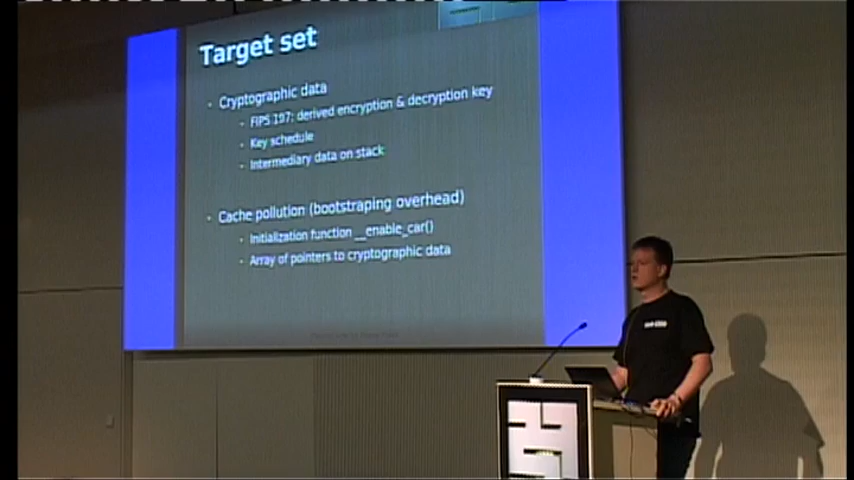 Target set
- Cryptographic data
- FIPS 197: derived encryption & decryption key
- Key schedule
- Intermediary data on stack
- Cache pollution (bootstraping overhead)
- Initialization function __enable_car()
- Array of pointers to cryptographic data